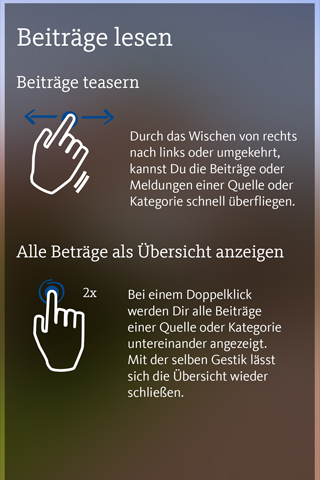 Beiträge lesen
Beiträge teasern
Durch das Wischen von rechts
nach links oder umgekehrt,
kannst Du die Beiträge oder
Meldungen einer Quelle oder
Kategorie schnell überfliegen.
Alle Beträge als Übersicht anzeigen
2x
Bei einem Doppelklick
werden Dir alle Beiträge
einer Quelle oder Kategorie
untereinander angezeigt.
Mit der selben Gestik lässt
sich die Übersicht wieder
schließen.